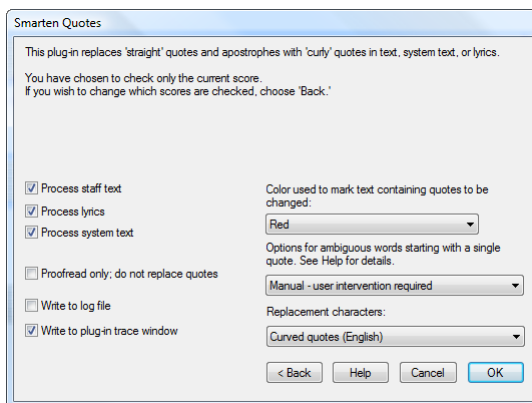 Smarten Quotes
This plug-in replaces 'straight' quotes and apostrophes with 'curly' quotes in text, system text, or lyrics.
You have chosen to check only the current score.
If you wish to change which scores are checked, choose 'Back.'
Process staff text
Process lyrics
Process system text
Proofread only; do not replace quotes
Write to log file
Write to plug-in trace window
Color used to mark text containing quotes to be
changed:
Red
Options for ambiguous words starting with a single
quote. See Help for details.
Manual - user intervention required
Replacement characters:
Curved quotes (English)
< Back
Help
Cancel
OK